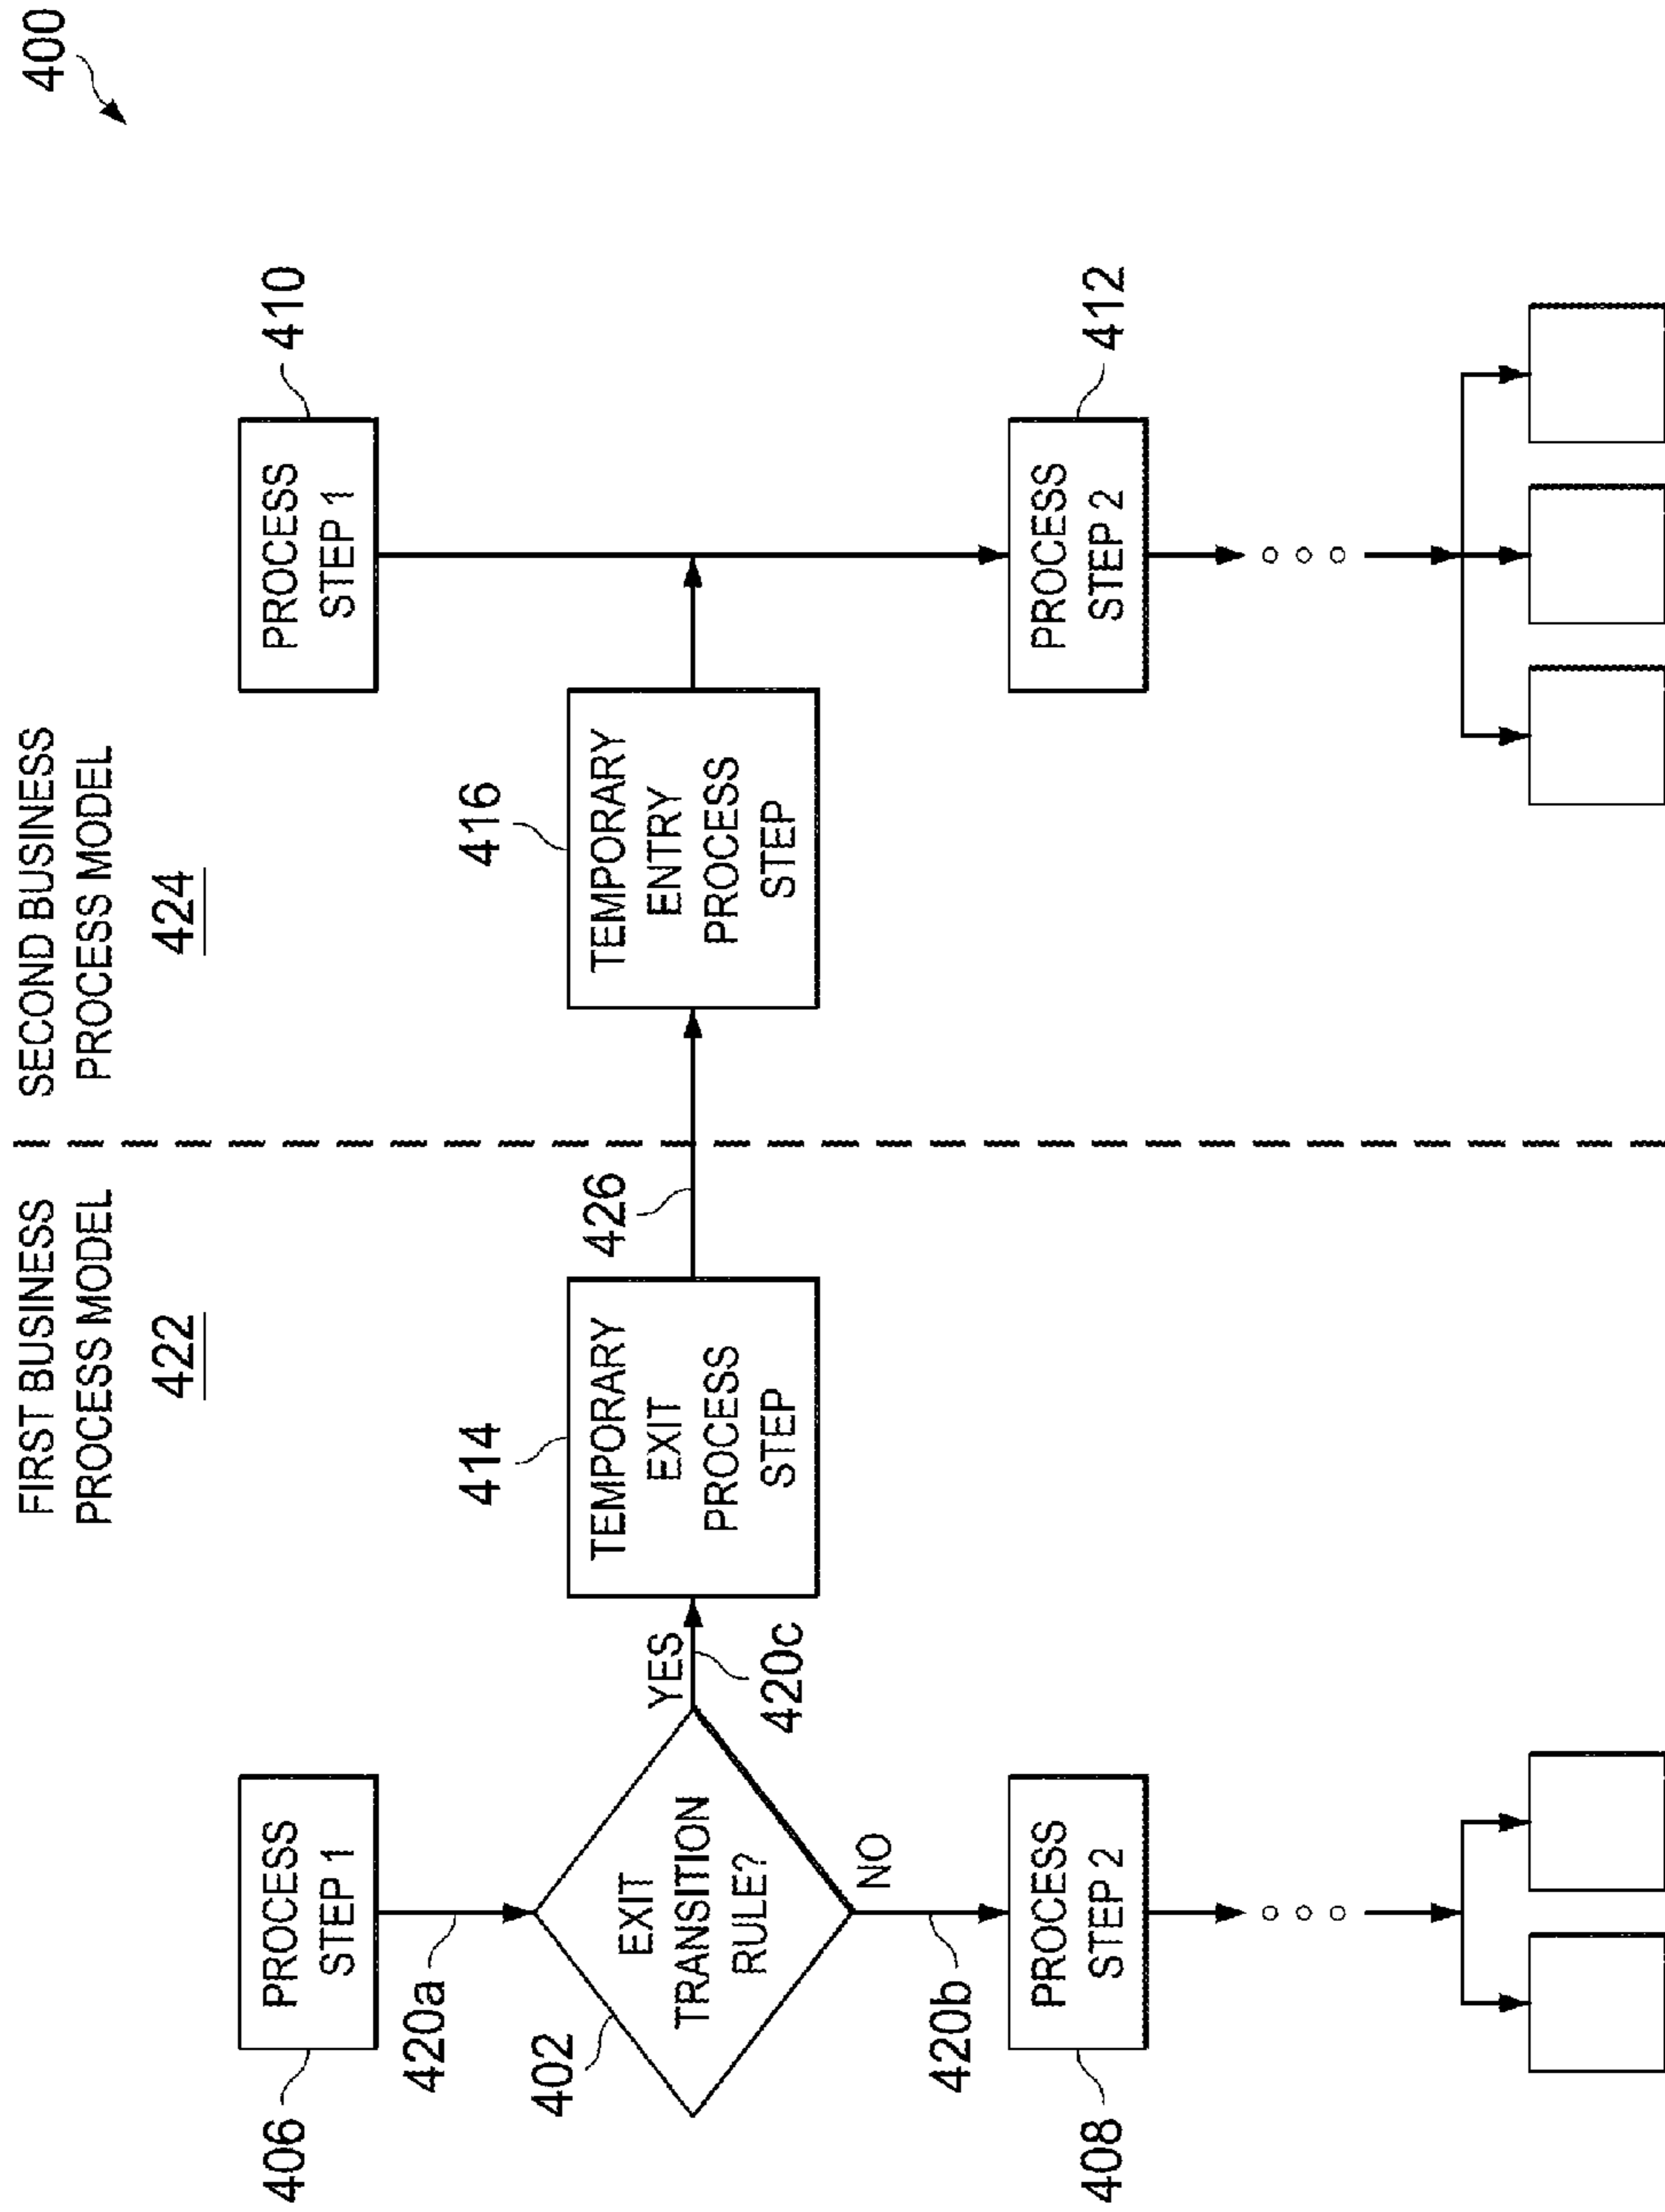 400
FIRST BUSINESS
PROCESS MODEL
422
SECOND BUSINESS
PROCESS MODEL
424
406
PROCESS
STEP 1
420a
402
EXIT
TRANSITION
RULE?
YES
420c
NO
420b
408
PROCESS
STEP 2
414
TEMPORARY
EXIT
PROCESS
STEP
426
416
TEMPORARY
ENTRY
PROCESS
STEP
410
PROCESS
STEP 1
412
PROCESS
STEP 2